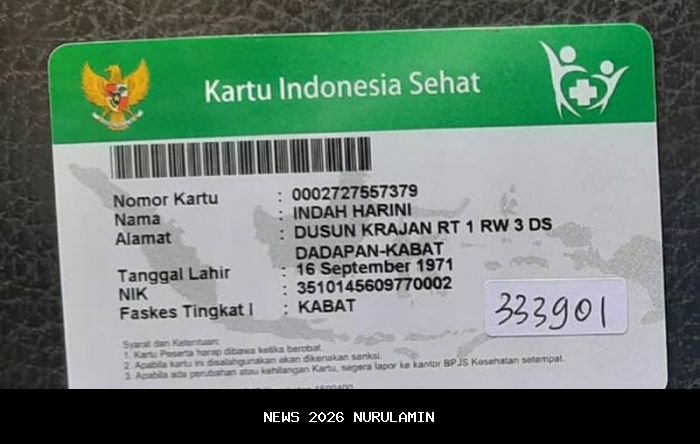 Kartu Indonesia Sehat
Nomor Kartu : 0002727557379
Nama : INDAH HARINI
Alamat : DUSUN KRAJAN RT 1 RW 3 DS
DADAPAN-KABAT
Tanggal Lahir : 16 September 1971
NIK : 3510145609770002
Faskes Tingkat I : KABAT
333901
Syarat dan Ketentuan:
1. Kartu Peserta harap dibawa ketika berobat.
2. Apabila kartu ini disalahgunakan akan dikenakan sanksi.
3. Apabila ada perubahan atau kehilangan Kartu, segera lapor ke kantor BPJS Kesehatan setempat.
NEWS 2026 NURULAMIN